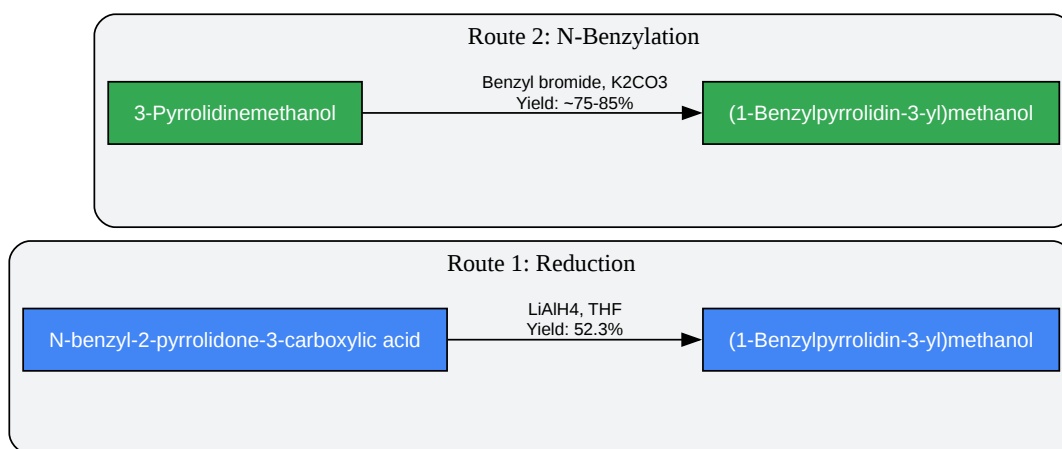 Route 2: N-Benzylation
Benzyl bromide, K2CO3
Yield: ~75-85%
3-Pyrrolidinemethanol
(1-Benzylpyrrolidin-3-yl)methanol
Route 1: Reduction
LiAlH4, THF
Yield: 52.3%
N-benzyl-2-pyrrolidone-3-carboxylic acid
(1-Benzylpyrrolidin-3-yl)methanol